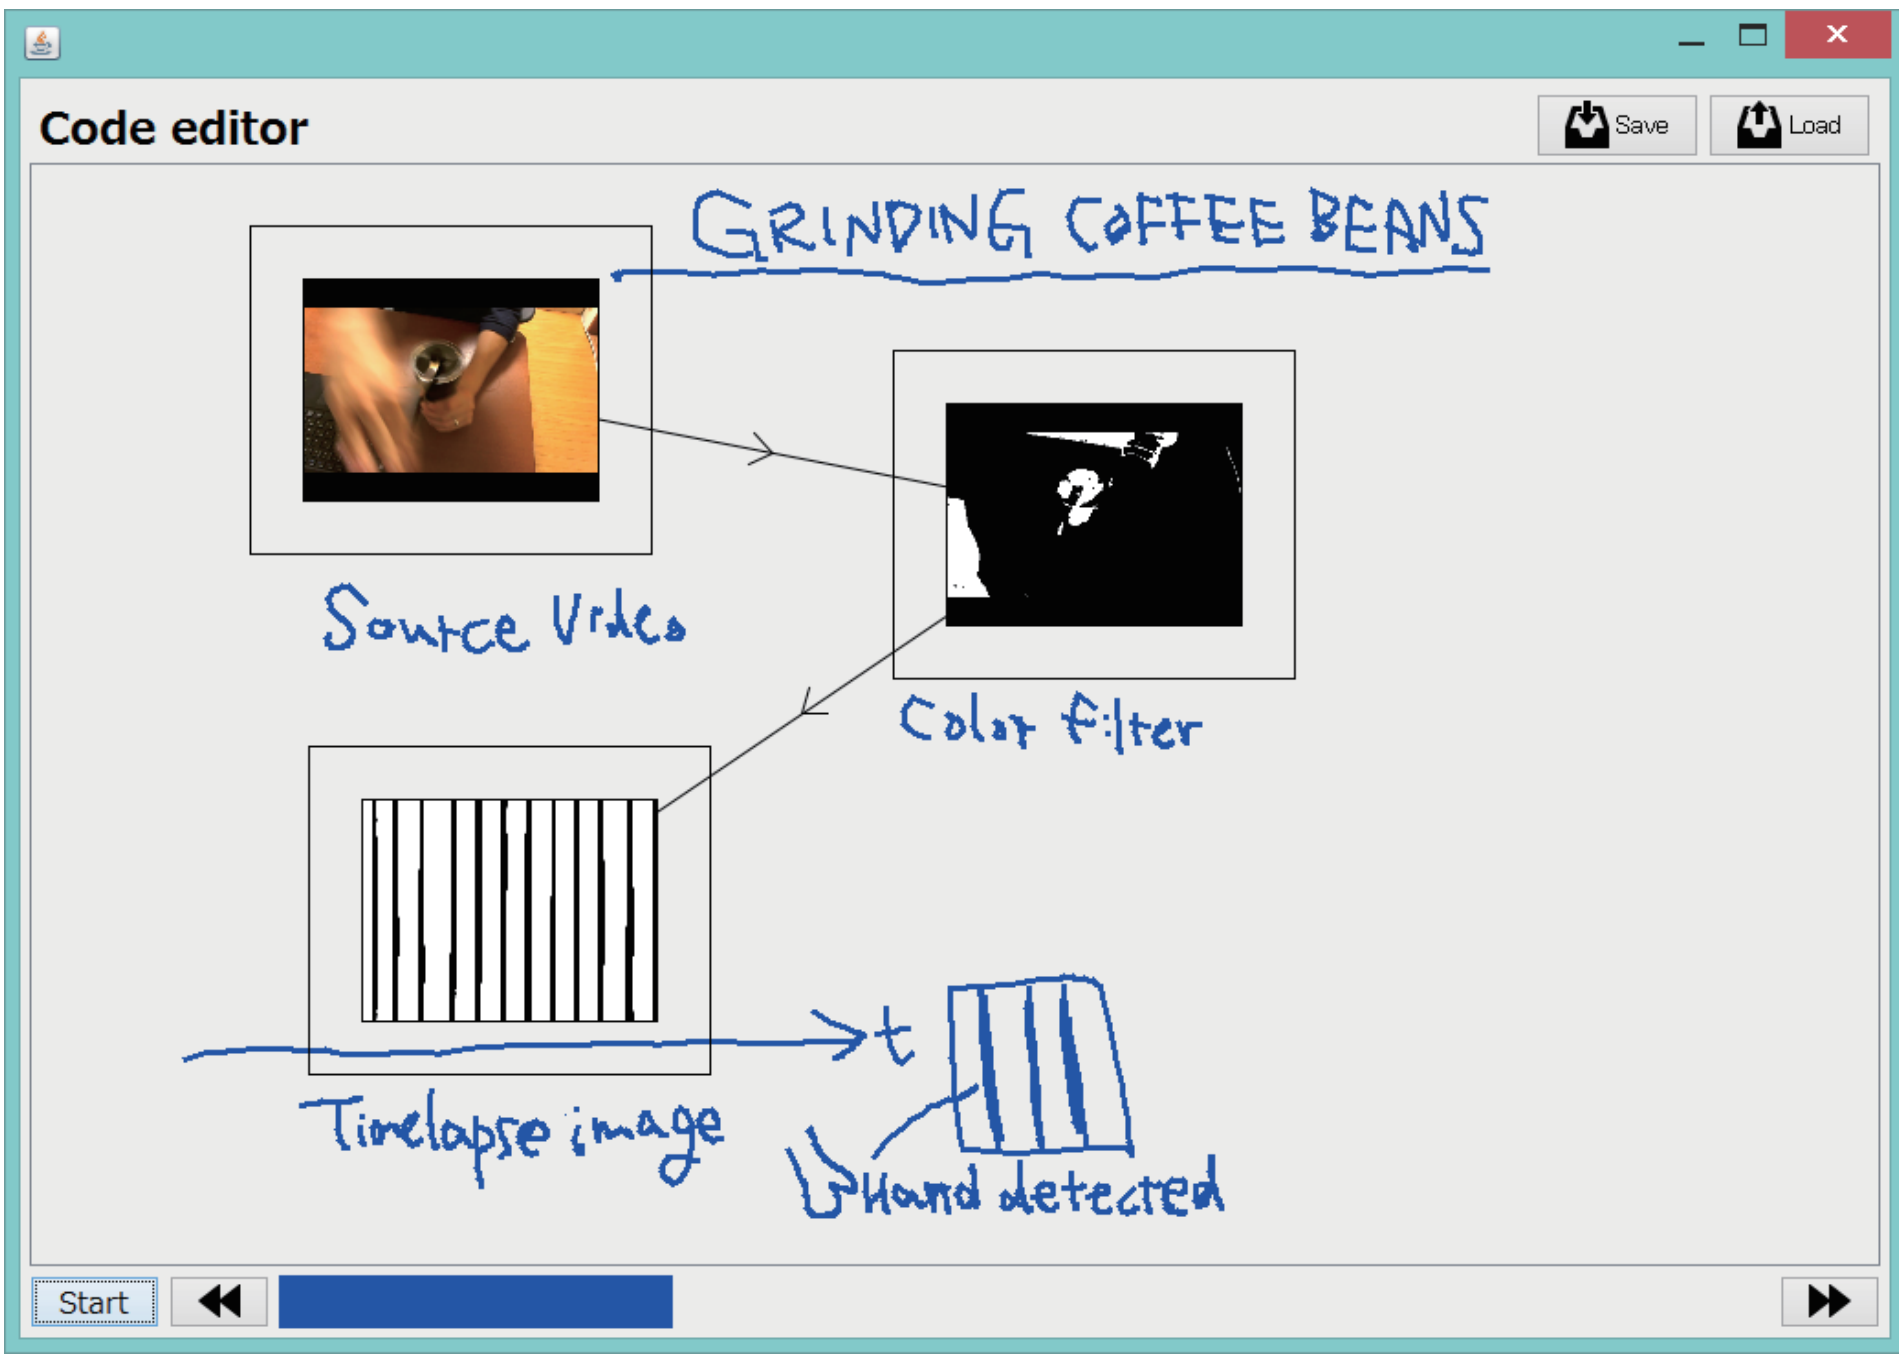 Code editor
Save
Load
GRINDING COFFEE BEANS
Source Video
Color filter
t
Timelapse image
Hand detected
Start